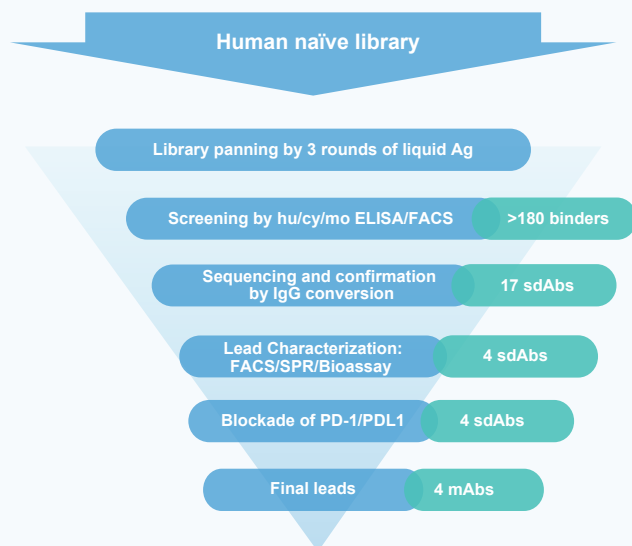 Human naïve library
Library panning by 3 rounds of liquid Ag
Screening by hu/cy/mo ELISA/FACS
>180 binders
Sequencing and confirmation
by IgG conversion
17 sdAbs
Lead Characterization:
FACS/SPR/Bioassay
4 sdAbs
Blockade of PD-1/PDL1
4 sdAbs
Final leads
4 mAbs